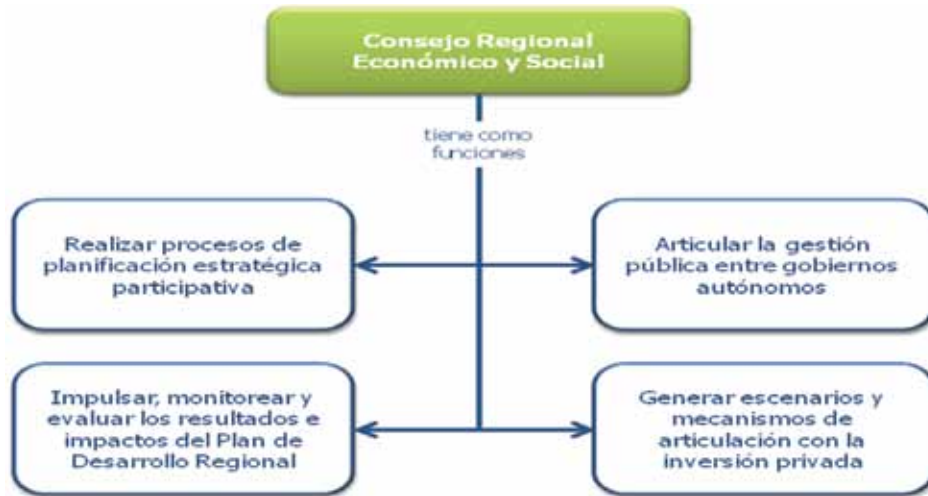 Consejo Regional
Económico y Social
tiene como
funciones
Realizar procesos de
planificación estratégica
participativa
Articular la gestión
pública entre gobiernos
autónomos
Impulsar, monitorear y
evaluar los resultados e
impactos del Plan de
Desarrollo Regional
Generar escenarios y
mecanismos de
articulación con la
inversión privada